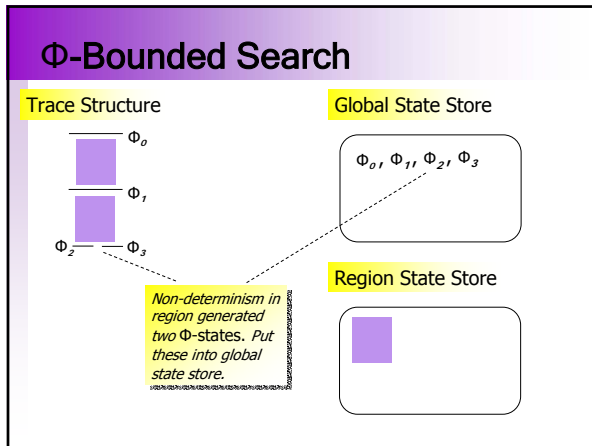 Φ-Bounded Search
Trace Structure
Φ₀
Φ₁
Φ₂
Φ₃
Global State Store
Φ₀, Φ₁, Φ₂, Φ₃
Non-determinism in
region generated
two Φ-states. Put
these into global
state store.
Region State Store